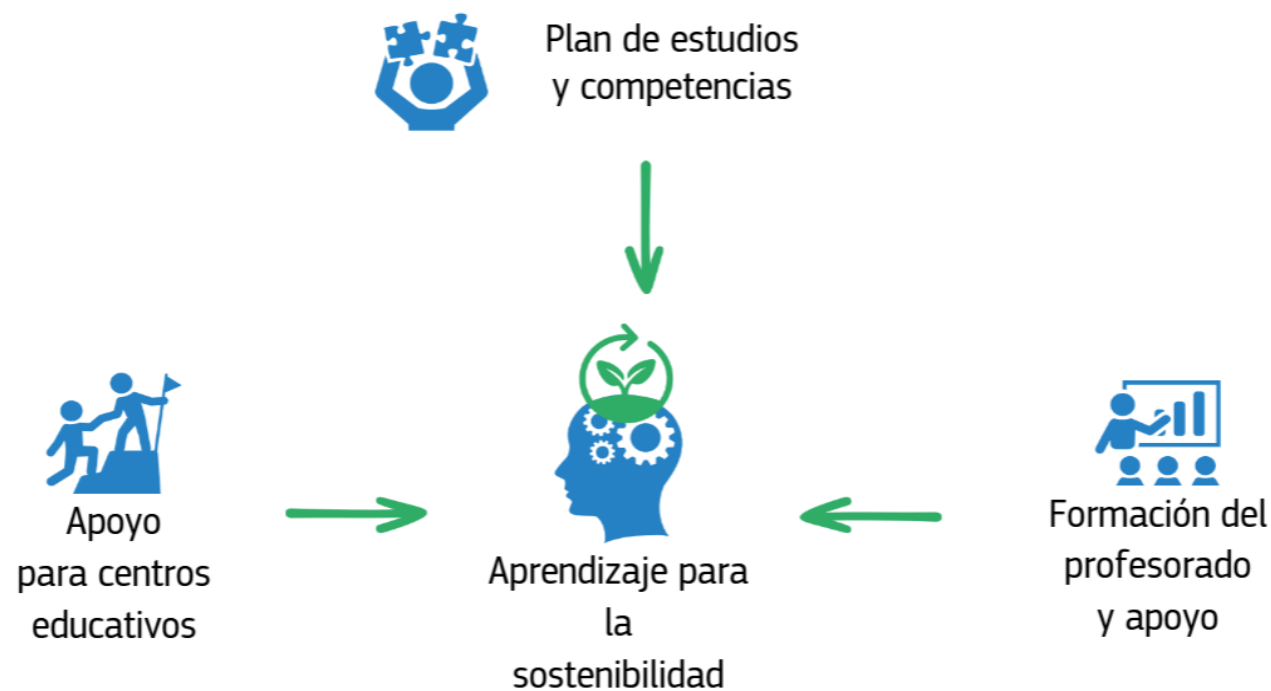 Plan de estudios
y competencias
Apoyo
para centros
educativos
Aprendizaje para
la
sostenibilidad
Formación del
profesorado
y apoyo